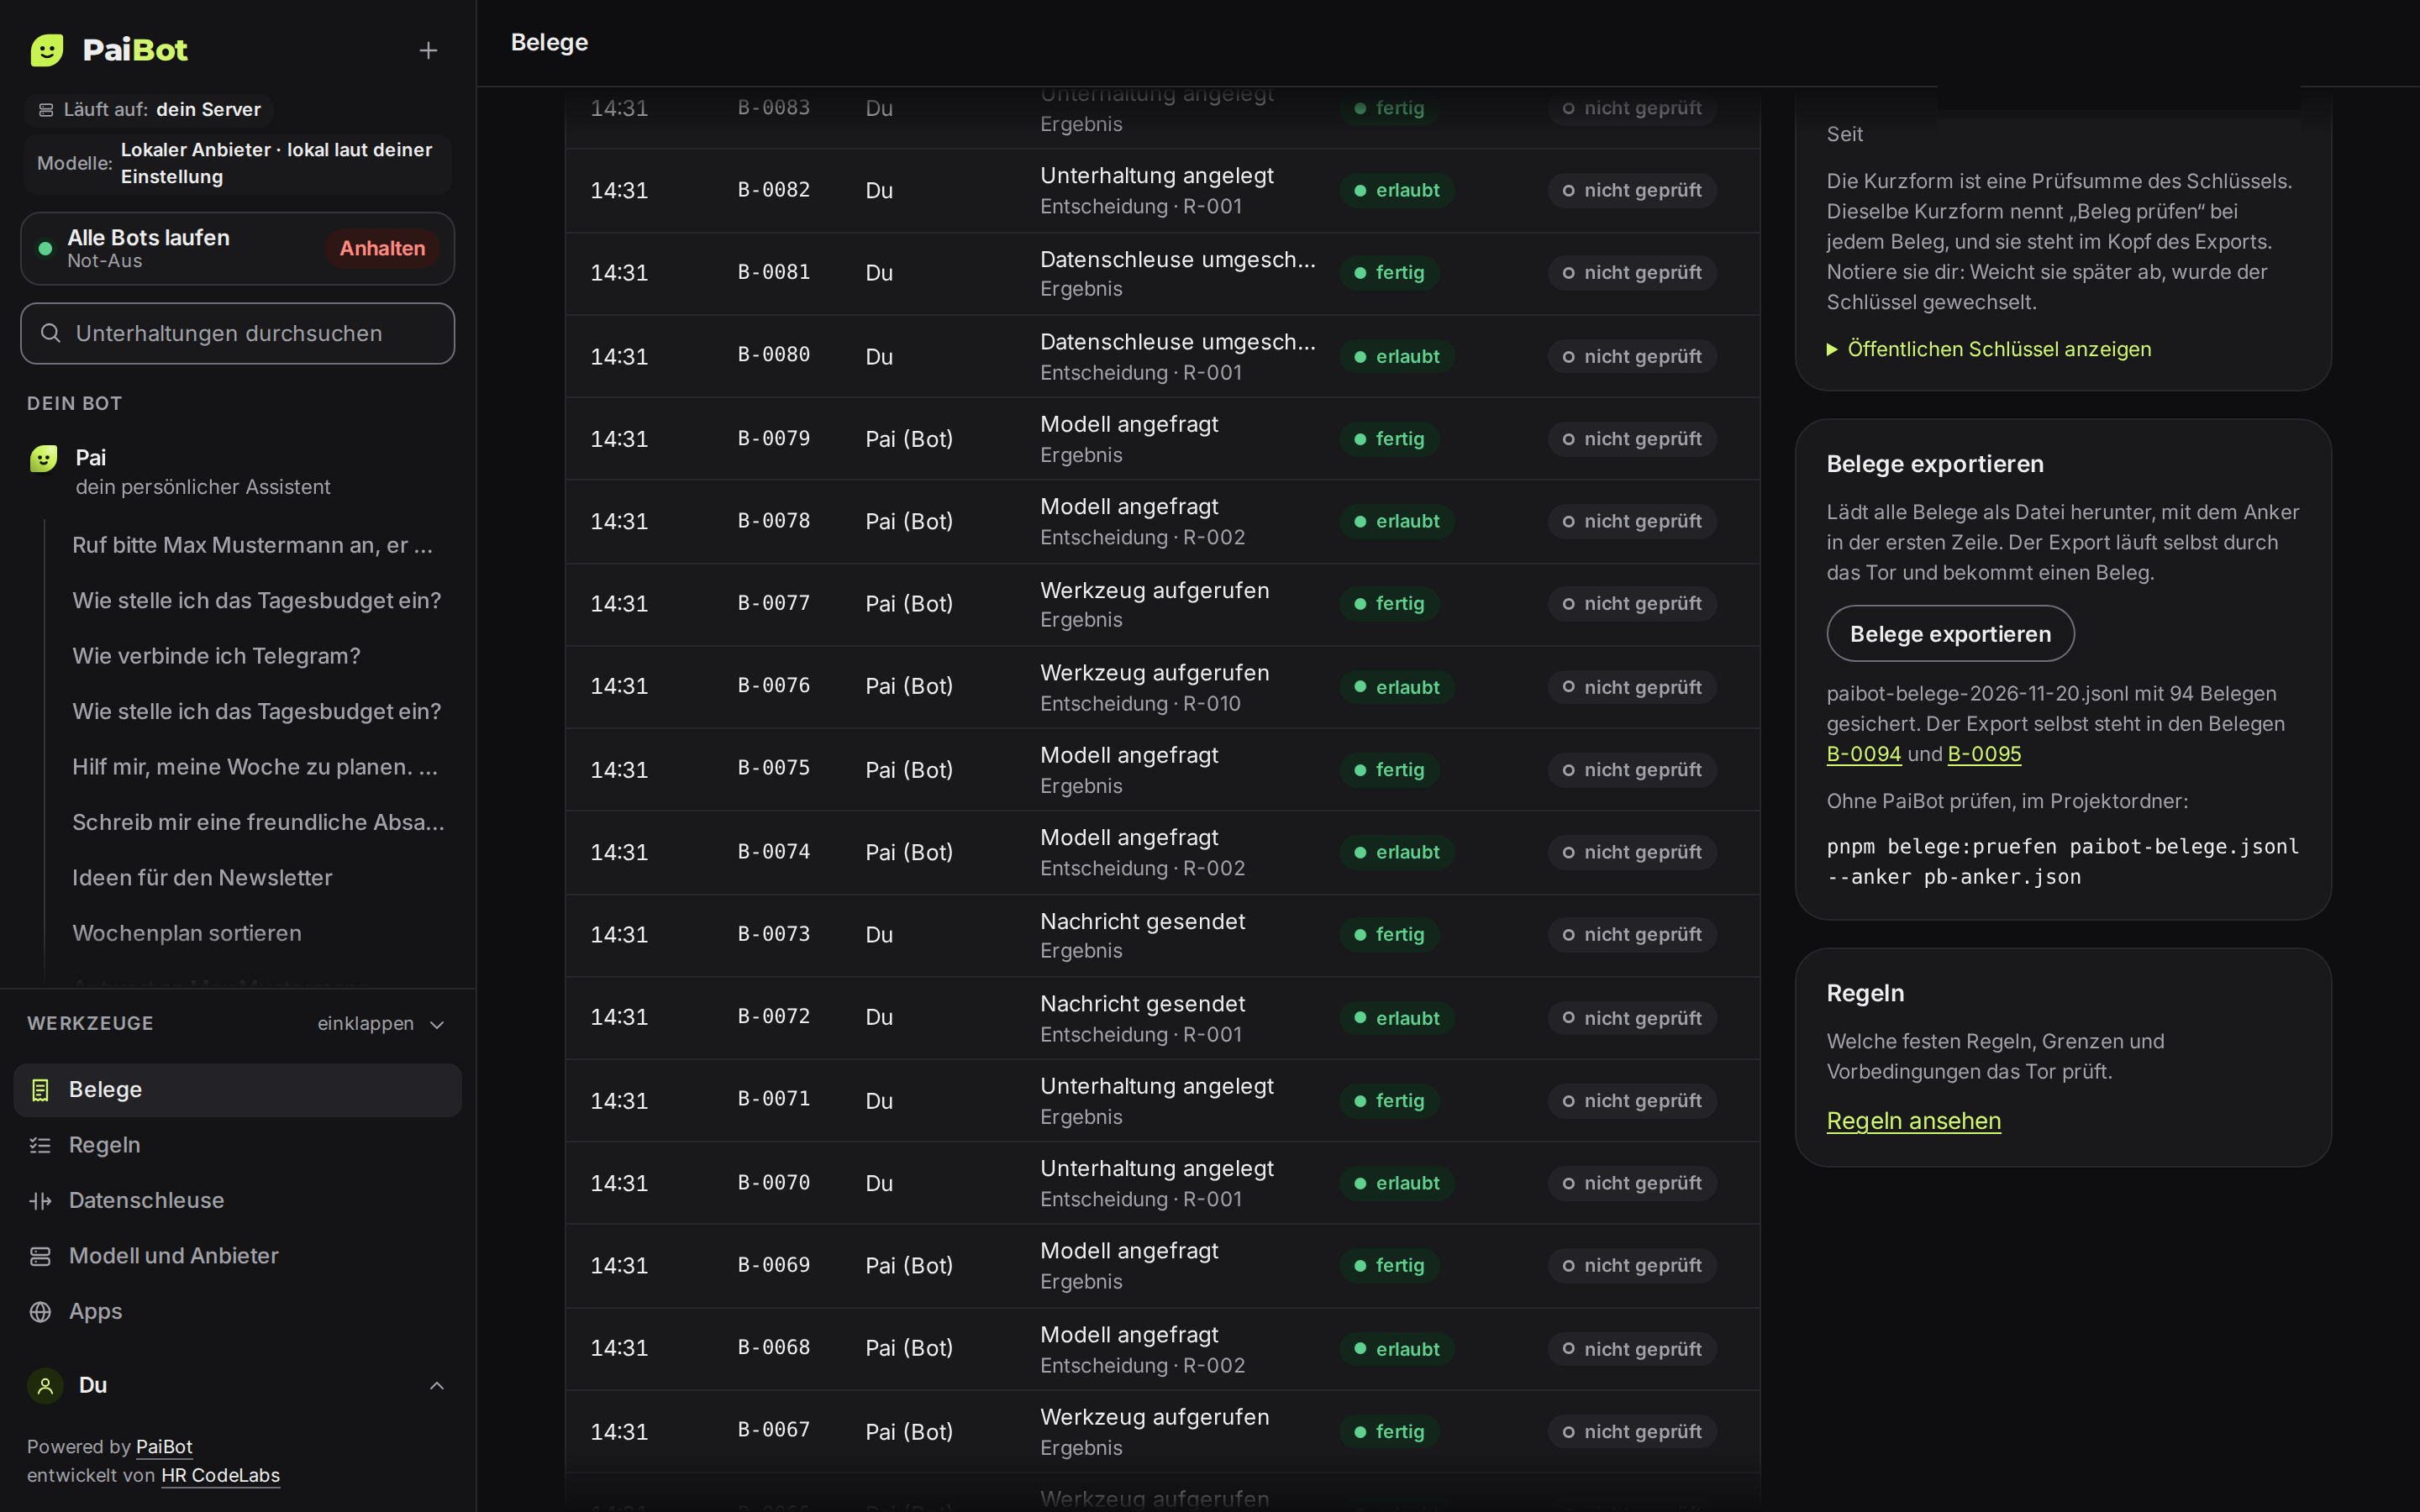 PaiBot
Läuft auf: dein Server
Modelle: Lokaler Anbieter · lokal laut deiner
Einstellung
Alle Bots laufen
Not-Aus
Anhalten
Unterhaltungen durchsuchen
DEIN BOT
Pai
dein persönlicher Assistent
Ruf bitte Max Mustermann an, er ...
Wie stelle ich das Tagesbudget ein?
Wie verbinde ich Telegram?
Wie stelle ich das Tagesbudget ein?
Hilf mir, meine Woche zu planen. ...
Schreib mir eine freundliche Absa...
Ideen für den Newsletter
Wochenplan sortieren
WERKZEUGE einklappen
Belege
Regeln
Datenschleuse
Modell und Anbieter
Apps
Du
Powered by PaiBot
entwickelt von HR CodeLabs
Belege
14:31 B-0083 Du Unterhaltung angelegt fertig nicht geprüft
Ergebnis
14:31 B-0082 Du Unterhaltung angelegt erlaubt nicht geprüft
Entscheidung · R-001
14:31 B-0081 Du Datenschleuse umgesch... fertig nicht geprüft
Ergebnis
14:31 B-0080 Du Datenschleuse umgesch... erlaubt nicht geprüft
Entscheidung · R-001
14:31 B-0079 Pai (Bot) Modell angefragt fertig nicht geprüft
Ergebnis
14:31 B-0078 Pai (Bot) Modell angefragt erlaubt nicht geprüft
Entscheidung · R-002
14:31 B-0077 Pai (Bot) Werkzeug aufgerufen fertig nicht geprüft
Ergebnis
14:31 B-0076 Pai (Bot) Werkzeug aufgerufen erlaubt nicht geprüft
Entscheidung · R-010
14:31 B-0075 Pai (Bot) Modell angefragt fertig nicht geprüft
Ergebnis
14:31 B-0074 Pai (Bot) Modell angefragt erlaubt nicht geprüft
Entscheidung · R-002
14:31 B-0073 Du Nachricht gesendet fertig nicht geprüft
Ergebnis
14:31 B-0072 Du Nachricht gesendet erlaubt nicht geprüft
Entscheidung · R-001
14:31 B-0071 Du Unterhaltung angelegt fertig nicht geprüft
Ergebnis
14:31 B-0070 Du Unterhaltung angelegt erlaubt nicht geprüft
Entscheidung · R-001
14:31 B-0069 Pai (Bot) Modell angefragt fertig nicht geprüft
Ergebnis
14:31 B-0068 Pai (Bot) Modell angefragt erlaubt nicht geprüft
Entscheidung · R-002
14:31 B-0067 Pai (Bot) Werkzeug aufgerufen fertig nicht geprüft
Ergebnis
Werkzeug aufgerufen
Seit
Die Kurzform ist eine Prüfsumme des Schlüssels.
Dieselbe Kurzform nennt „Beleg prüfen“ bei
jedem Beleg, und sie steht im Kopf des Exports.
Notiere sie dir: Weicht sie später ab, wurde der
Schlüssel gewechselt.
Öffentlichen Schlüssel anzeigen
Belege exportieren
Lädt alle Belege als Datei herunter, mit dem Anker
in der ersten Zeile. Der Export läuft selbst durch
das Tor und bekommt einen Beleg.
Belege exportieren
paibot-belege-2026-11-20.jsonl mit 94 Belegen
gesichert. Der Export selbst steht in den Belegen
B-0094 und B-0095
Ohne PaiBot prüfen, im Projektordner:
pnpm belege:pruefen paibot-belege.jsonl
--anker pb-anker.json
Regeln
Welche festen Regeln, Grenzen und
Vorbedingungen das Tor prüft.
Regeln ansehen